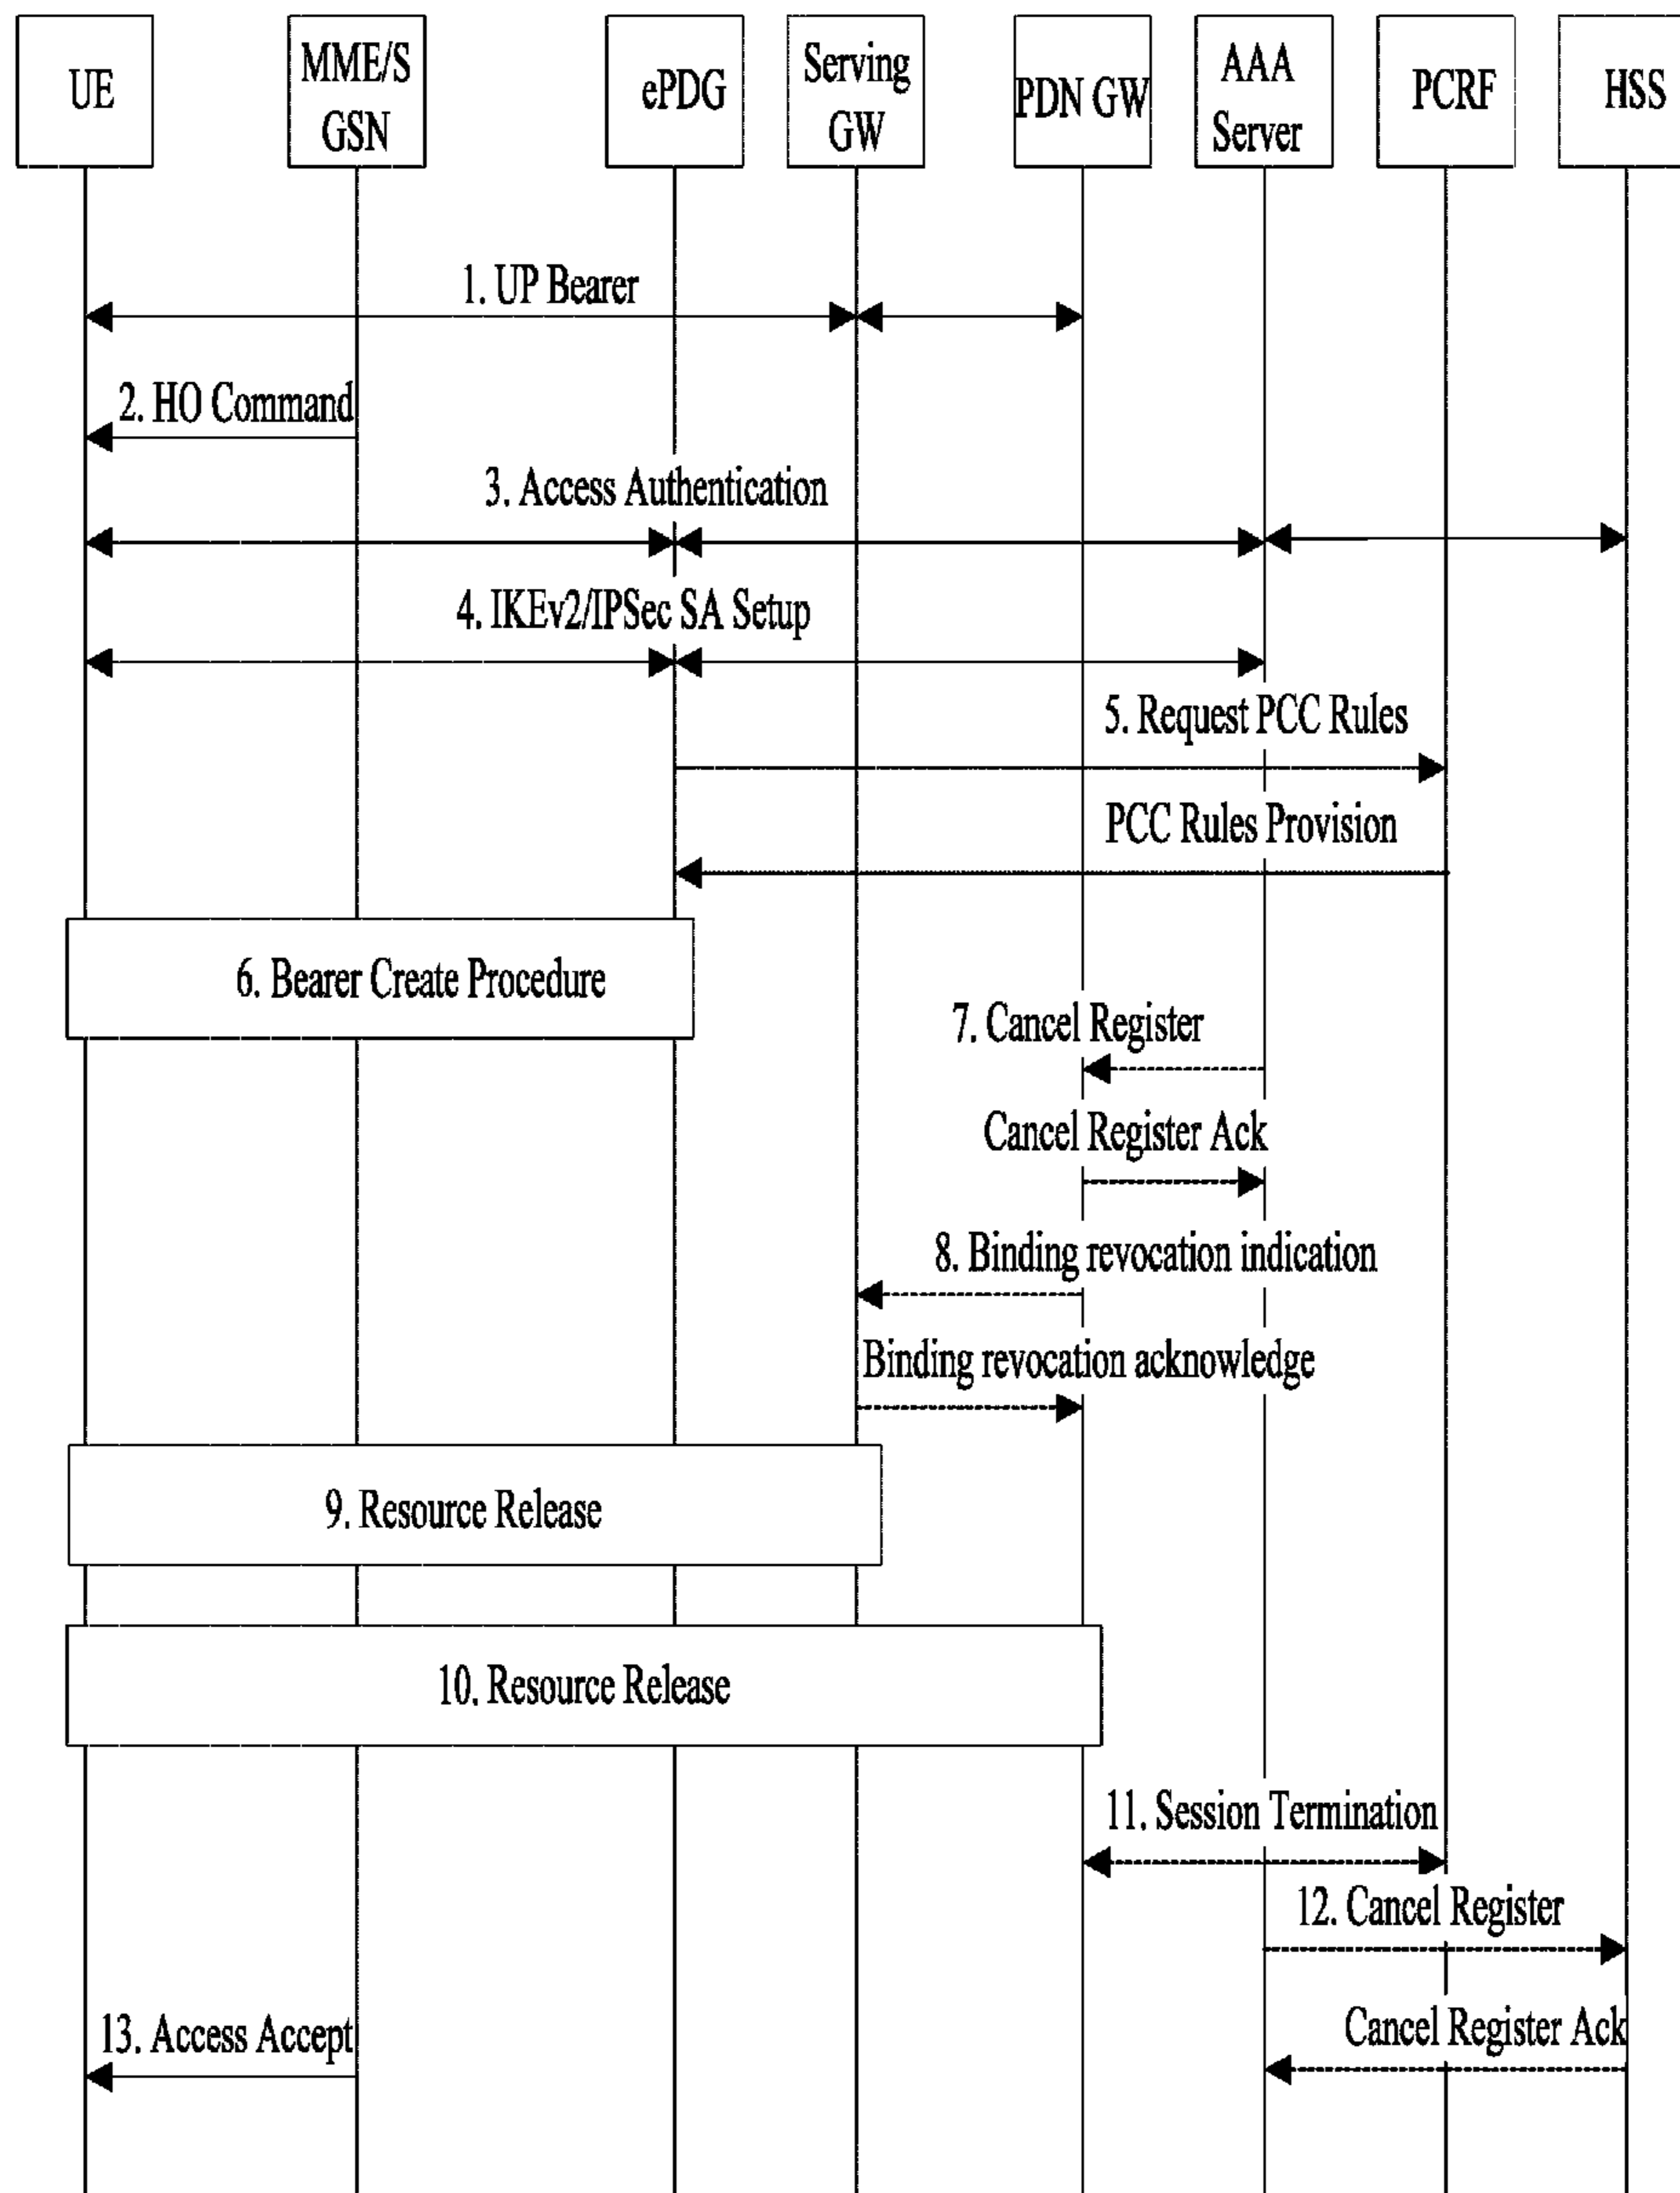 UE
MME/S
GSN
ePDG
Serving
GW
PDN GW
AAA
Server
PCRF
HSS
1. UP Bearer
2. HO Command
3. Access Authentication
4. IKEv2/IPSec SA Setup
5. Request PCC Rules
PCC Rules Provision
6. Bearer Create Procedure
7. Cancel Register
Cancel Register Ack
8. Binding revocation indication
Binding revocation acknowledge
9. Resource Release
10. Resource Release
11. Session Termination
12. Cancel Register
13. Access Accept
Cancel Register Ack